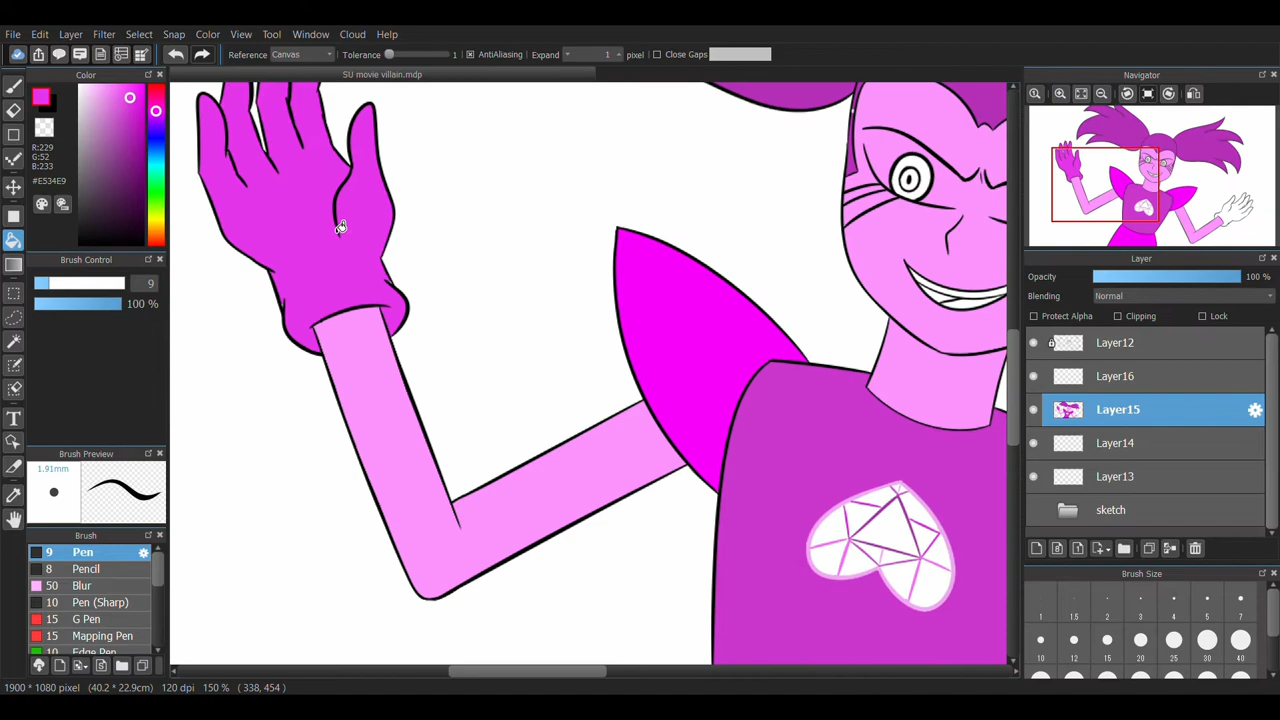 File Edit Layer Filter Select Snap Color View Tool Window Cloud Help
Reference Canvas Tolerance 1 AntiAliasing Expand 1 pixel Close Gaps
Color
SU movie villain.mdp
Navigator
R:229
G:52
B:233
#E534E9
Brush Control
9
100 %
Layer
Opacity 100 %
Blending Normal
Protect Alpha Clipping Lock
Layer12
Layer16
Layer15
Layer14
Layer13
sketch
Brush Preview
1.91mm
Brush
9 Pen
8 Pencil
50 Blur
10 Pen (Sharp)
15 G Pen
15 Mapping Pen
10 Edge Pen
Brush Size
1 1.5 2 3 4 5 7
10 12 15 20 25 30 40
1900 * 1080 pixel (40.2 * 22.9cm) 120 dpi 150 % ( 338, 454 )